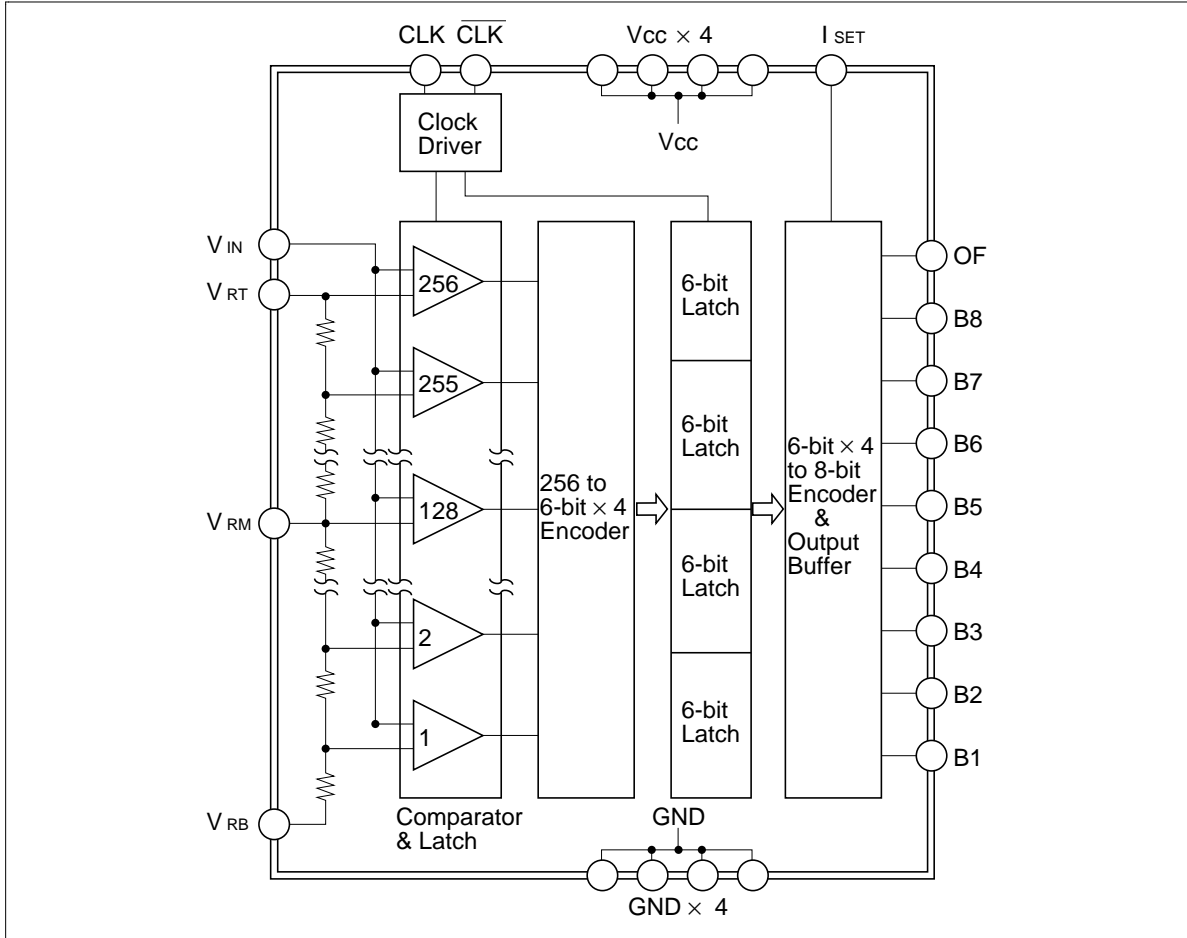 CLK CLK Vcc × 4 I SET
Clock
Driver
Vcc
V IN
V RT
V RM
V RB
256
255
128
2
1
Comparator
& Latch
256 to
6-bit × 4
Encoder
6-bit
Latch
6-bit
Latch
6-bit
Latch
6-bit
Latch
6-bit × 4
to 8-bit
Encoder
&
Output
Buffer
OF
B8
B7
B6
B5
B4
B3
B2
B1
GND
GND × 4